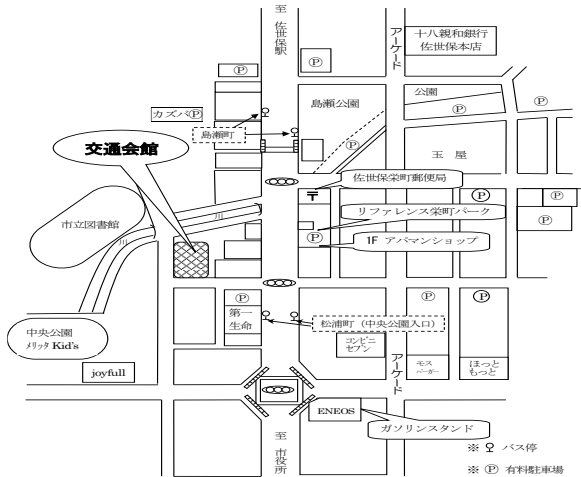 至 佐世保駅
アーケード
十八親和銀行
佐世保本店
Ⓟ
Ⓟ
公園
カズバⓅ
島瀬公園
Ⓟ
Ⓟ
島瀬町
Ⓟ
玉 屋
交通会館
佐世保栄町郵便局
〒
Ⓟ
Ⓟ
市立図書館
川
リファレンス栄町パーク
Ⓟ
Ⓟ
川
1F アパマンショップ
Ⓟ
Ⓟ
Ⓟ
第一
生命
松浦町（中央公園入口）
中央公園
メリッタ Kid's
コンビニ
セブン
アーケード
モス
バーガー
ほっと
もっと
joyfull
ENEOS
ガソリンスタンド
至 市役所
※ バス停
※ Ⓟ 有料駐車場